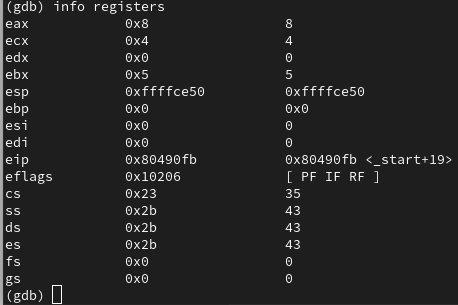 (gdb) info registers
eax            0x8                 8
ecx            0x4                 4
edx            0x0                 0
ebx            0x5                 5
esp            0xffffce50          0xffffce50
ebp            0x0                 0x0
esi            0x0                 0
edi            0x0                 0
eip            0x80490fb           0x80490fb <_start+19>
eflags         0x10206             [ PF IF RF ]
cs             0x23                35
ss             0x2b                43
ds             0x2b                43
es             0x2b                43
fs             0x0                 0
gs             0x0                 0
(gdb)